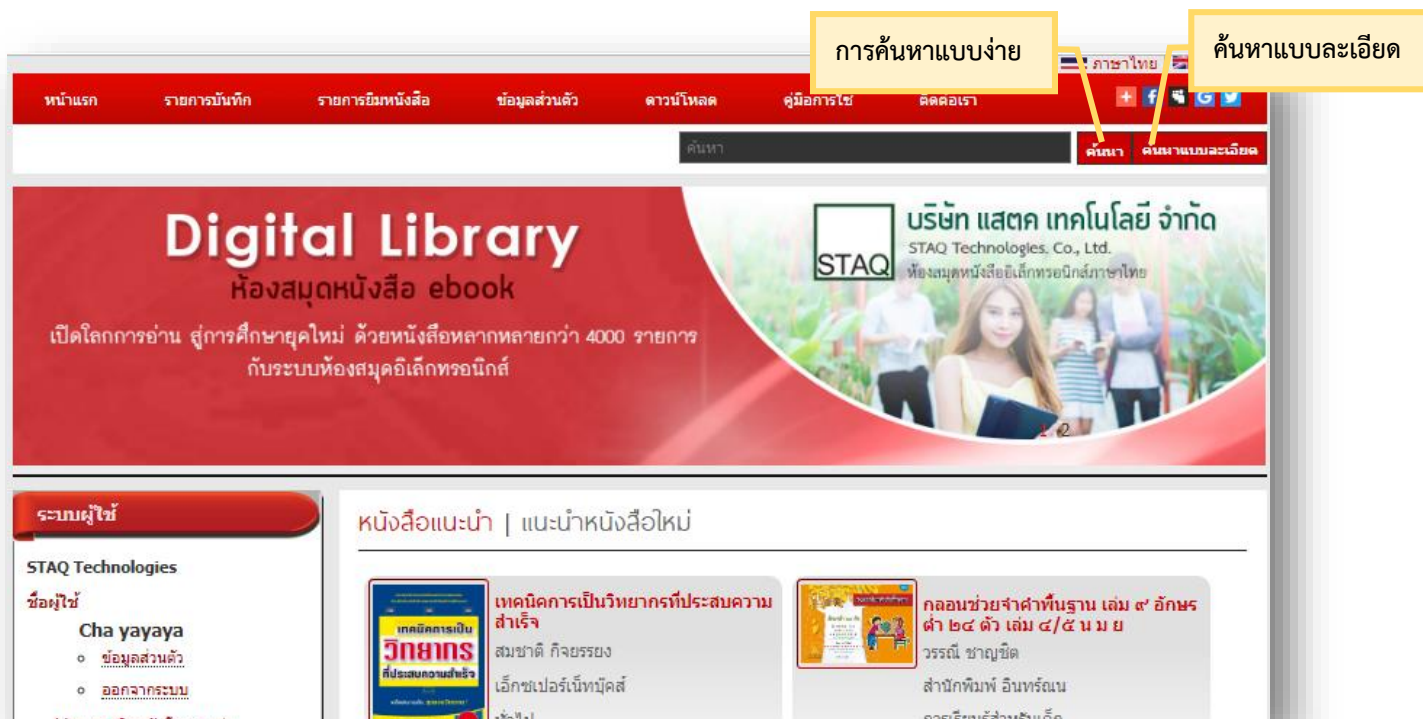 การค้นหาแบบง่าย
ค้นหาแบบละเอียด
ภาษาไทย
หน้าแรก รายการบันทึก รายการยืมหนังสือ ข้อมูลส่วนตัว ดาวน์โหลด คู่มือการใช้ ติดต่อเรา
ค้นหา ค้นหา ค้นหาแบบละเอียด
Digital Library
ห้องสมุดหนังสือ ebook
เปิดโลกการอ่าน สู่การศึกษายุคใหม่ ด้วยหนังสือหลากหลายกว่า 4000 รายการ
กับระบบห้องสมุดอิเล็กทรอนิกส์
STAQ
บริษัท แสตค เทคโนโลยี จำกัด
STAQ Technologies. Co., Ltd.
ห้องสมุดหนังสืออิเล็กทรอนิกส์ภาษาไทย
1 2
ระบบผู้ใช้
STAQ Technologies
ชื่อผู้ใช้
Cha yayaya
ข้อมูลส่วนตัว
ออกจากระบบ
หนังสือแนะนำ | แนะนำหนังสือใหม่
เทคนิคการเป็น
วิทยากร
ที่ประสบความสำเร็จ
เทคนิคการเป็นวิทยากรที่ประสบความ
สำเร็จ
สมชาติ กิจยรรยง
เอ็กซเปอร์เน็ทบุ๊คส์
ทั่วไป
กลอนช่วยจำคำพื้นฐาน เล่ม ๙ อักษร
ต่ำ ๒๔ ตัว เล่ม ๔/๕ น ม ย
วรรณี ชาญชิต
สำนักพิมพ์ อินทร์ณน
การเรียนรู้สำหรับเด็ก